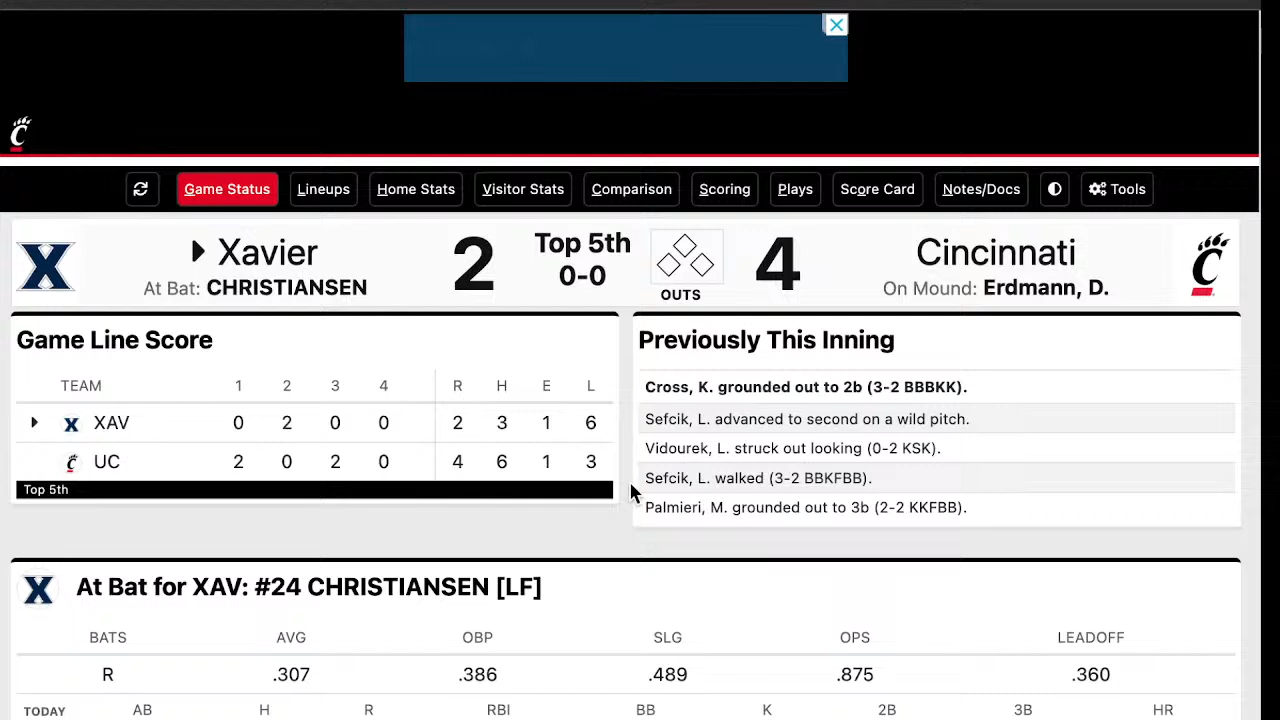 Game Status Lineups Home Stats Visitor Stats Comparison Scoring Plays Score Card Notes/Docs Tools
Xavier 2 Top 5th 4 Cincinnati
At Bat: CHRISTIANSEN 0-0 OUTS On Mound: Erdmann, D.
Game Line Score
TEAM 1 2 3 4 R H E L
XAV 0 2 0 0 2 3 1 6
UC 2 0 2 0 4 6 1 3
Top 5th
Previously This Inning
Cross, K. grounded out to 2b (3-2 BBBKK).
Sefcik, L. advanced to second on a wild pitch.
Vidourek, L. struck out looking (0-2 KSK).
Sefcik, L. walked (3-2 BBKFBB).
Palmieri, M. grounded out to 3b (2-2 KKFBB).
At Bat for XAV: #24 CHRISTIANSEN [LF]
BATS AVG OBP SLG OPS LEADOFF
R .307 .386 .489 .875 .360
TODAY AB H R RBI BB K 2B 3B HR